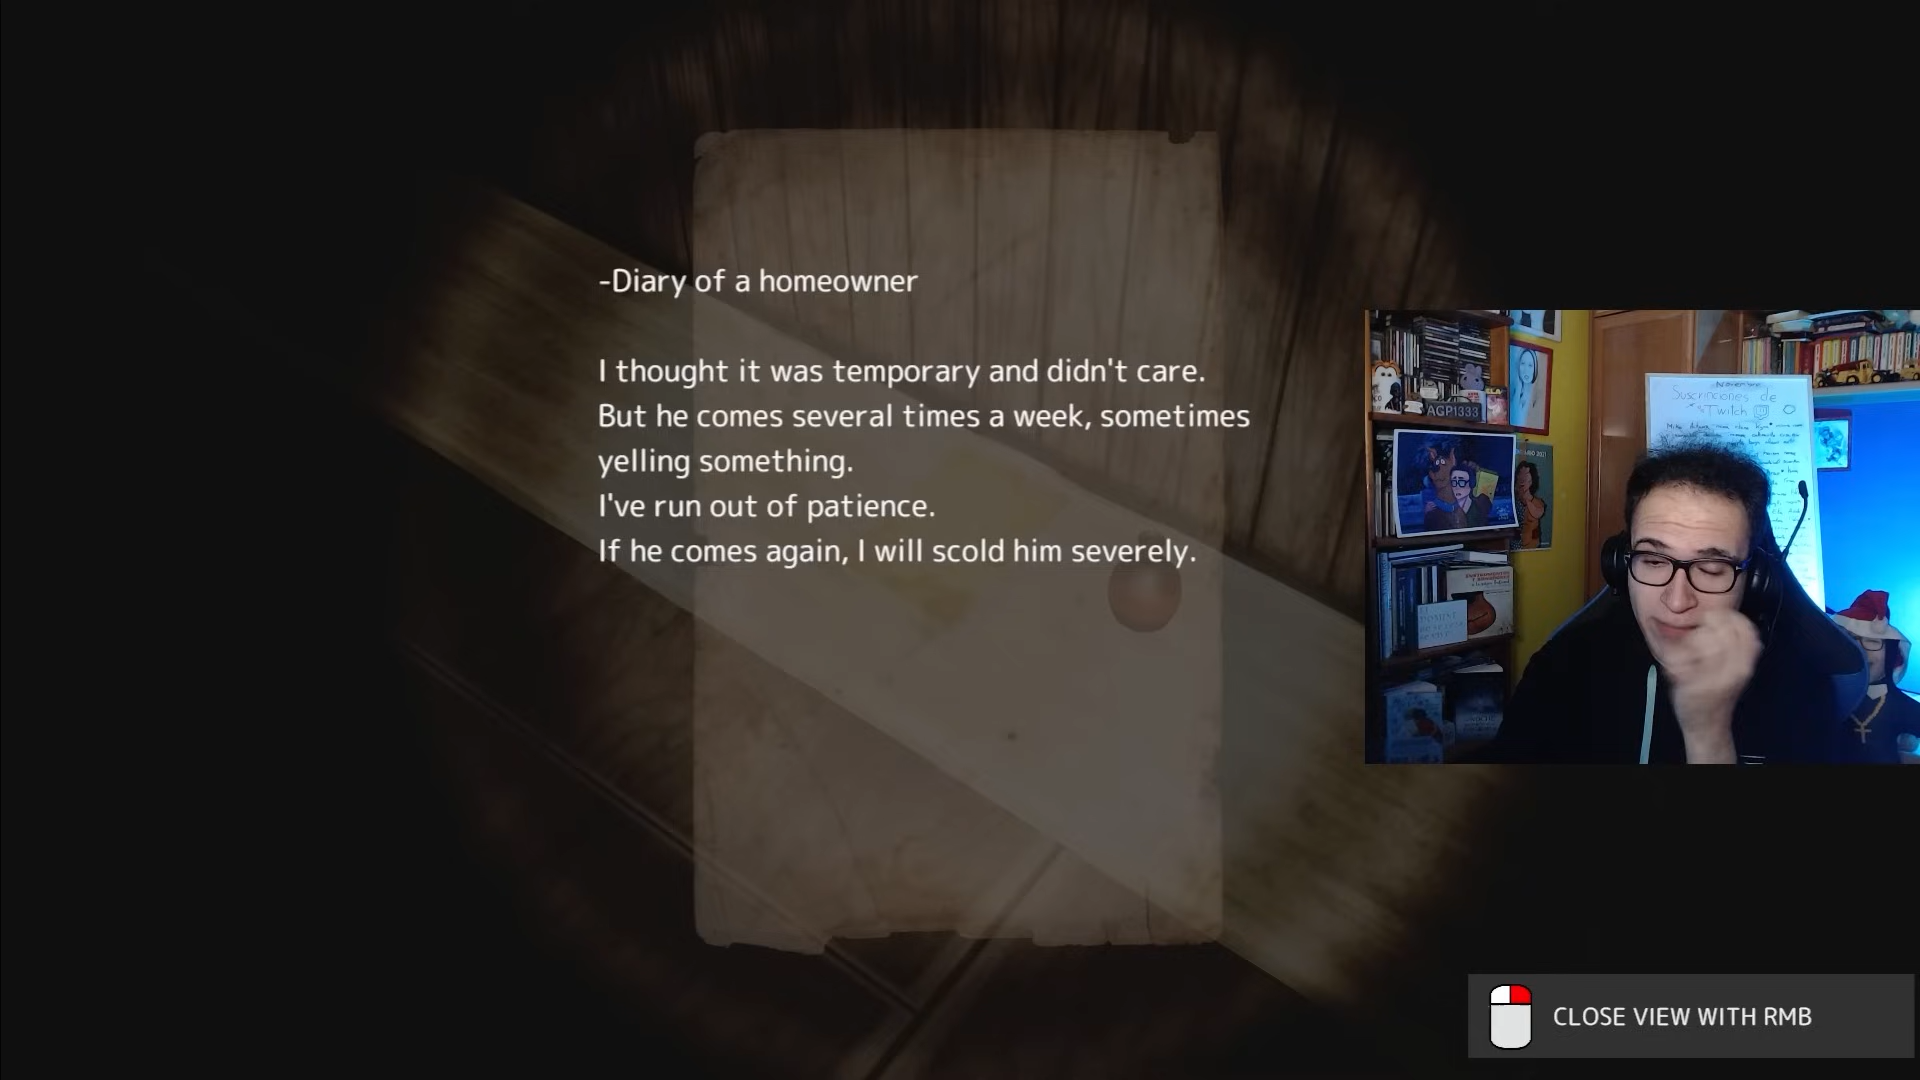 -Diary of a homeowner
I thought it was temporary and didn't care.
But he comes several times a week, sometimes
yelling something.
I've run out of patience.
If he comes again, I will scold him severely.
AGP1333
Noviembre
Suscripciones de
Twitch
CLOSE VIEW WITH RMB